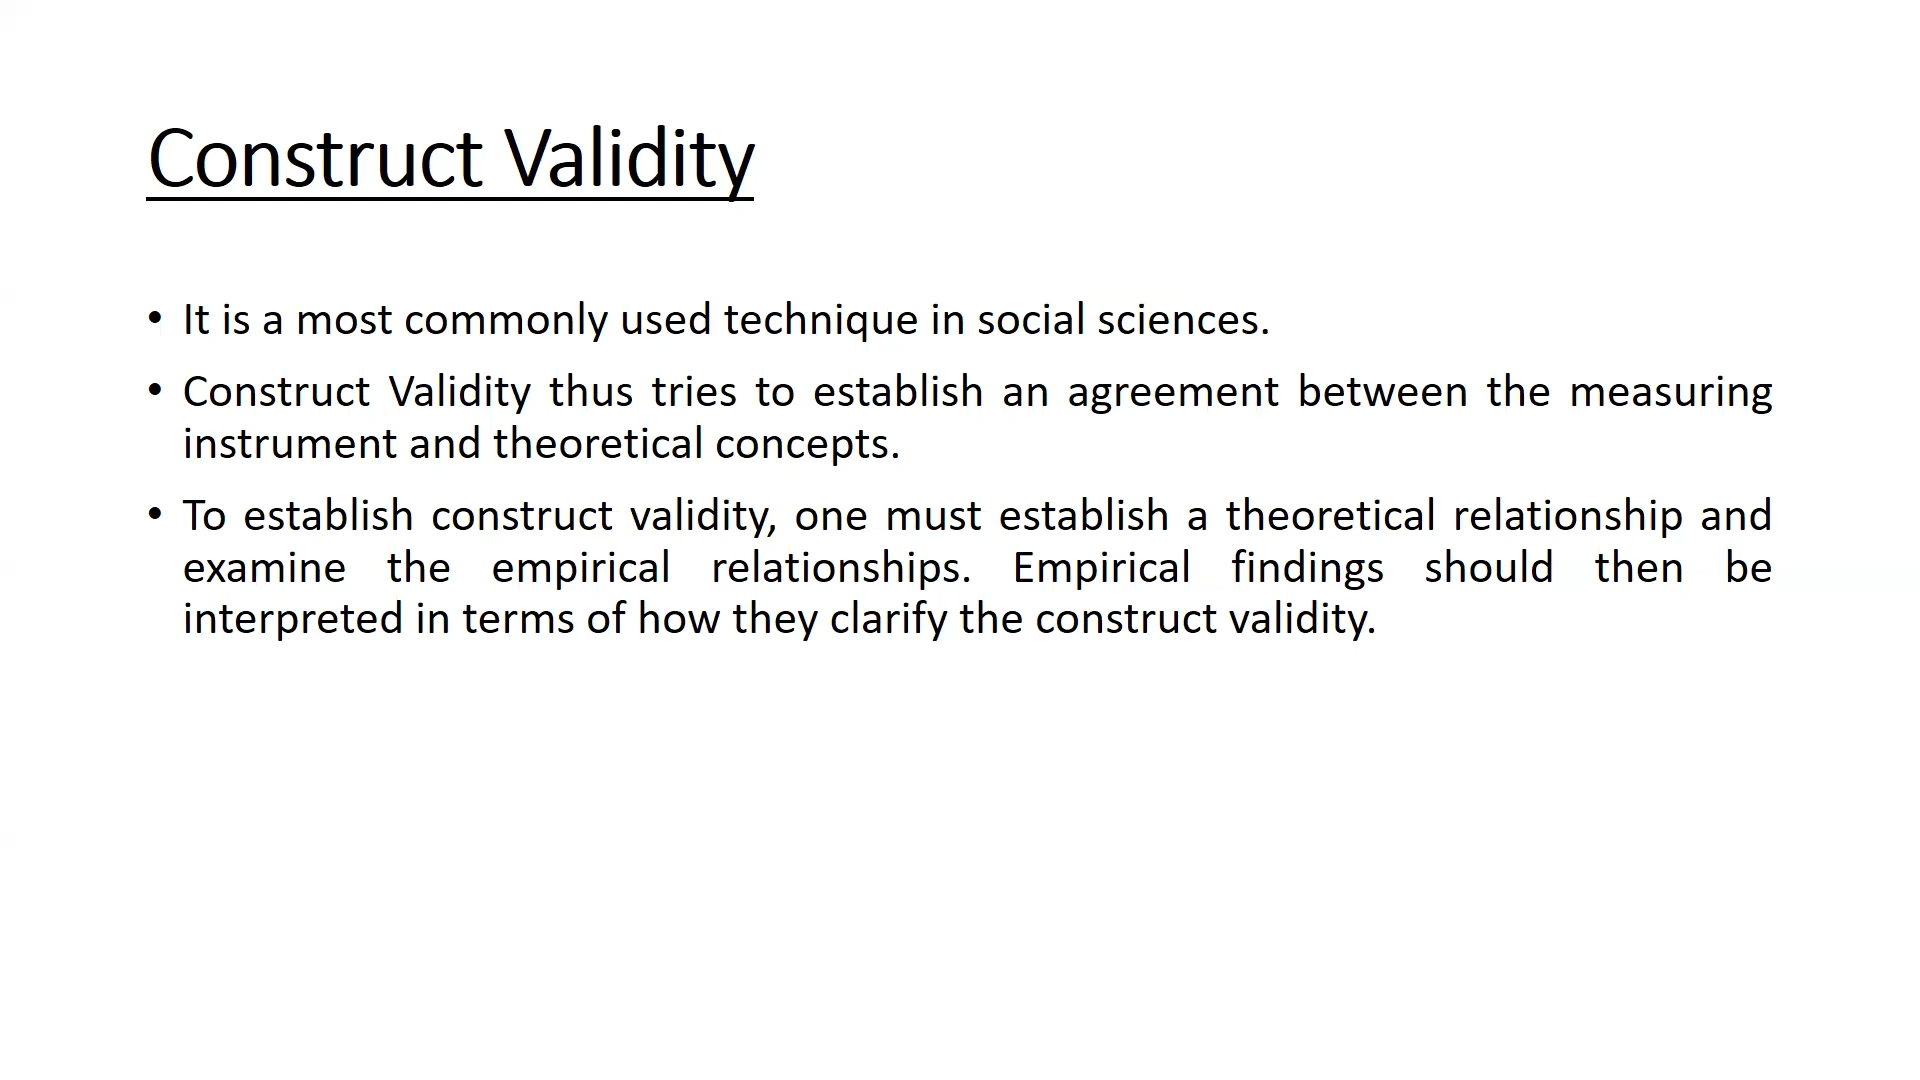 Construct Validity
• It is a most commonly used technique in social sciences.
• Construct Validity thus tries to establish an agreement between the measuring
instrument and theoretical concepts.
• To establish construct validity, one must establish a theoretical relationship and
examine the empirical relationships. Empirical findings should then be
interpreted in terms of how they clarify the construct validity.